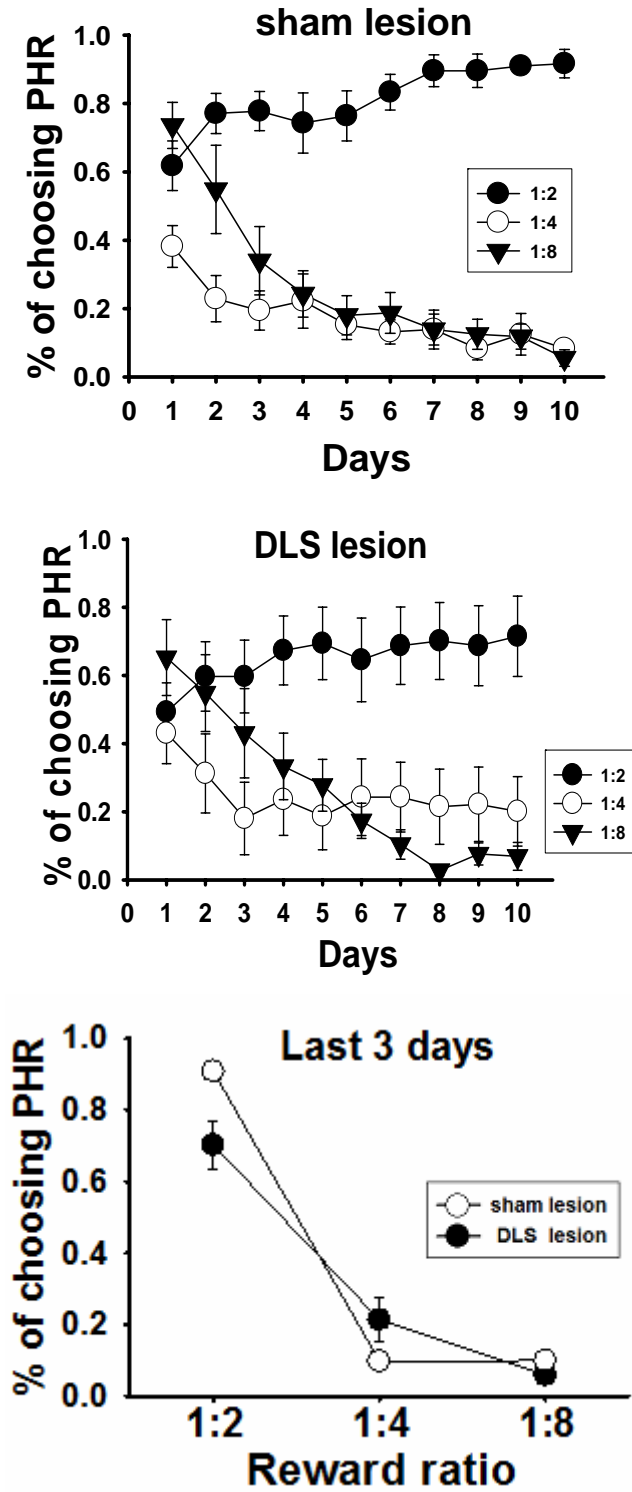 sham lesion
% of choosing PHR
1.0
0.8
0.6
0.4
0.2
0.0
1:2
1:4
1:8
0 1 2 3 4 5 6 7 8 9 10
Days
DLS lesion
% of choosing PHR
1.0
0.8
0.6
0.4
0.2
0.0
1:2
1:4
1:8
0 1 2 3 4 5 6 7 8 9 10
Days
Last 3 days
% of choosing PHR
1.0
0.8
0.6
0.4
0.2
0.0
sham lesion
DLS lesion
1:2 1:4 1:8
Reward ratio